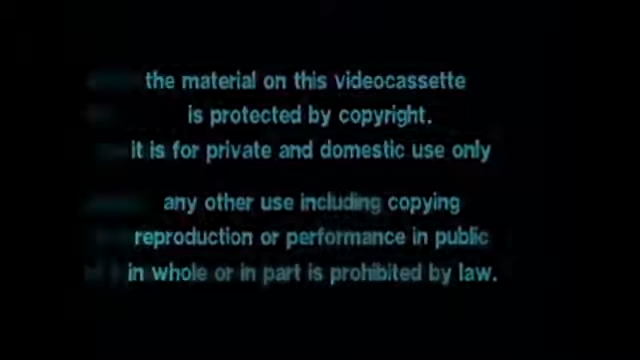 the material on this videocassette
is protected by copyright.
it is for private and domestic use only
any other use including copying
reproduction or performance in public
in whole or in part is prohibited by law.